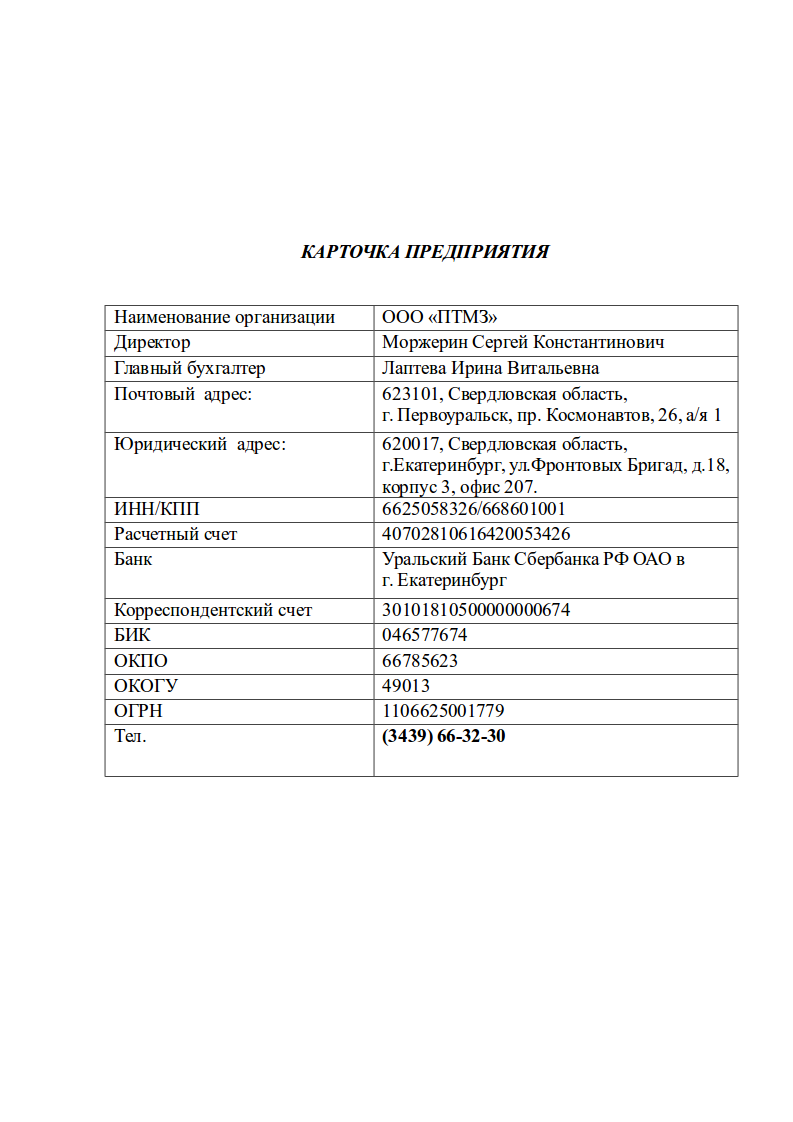 КАРТОЧКА ПРЕДПРИЯТИЯ
Наименование организации ООО «ПТМЗ»
Директор Моржерин Сергей Константинович
Главный бухгалтер Лаптева Ирина Витальевна
Почтовый адрес: 623101, Свердловская область,
г. Первоуральск, пр. Космонавтов, 26, а/я 1
Юридический адрес: 620017, Свердловская область,
г.Екатеринбург, ул.Фронтовых Бригад, д.18,
корпус 3, офис 207.
ИНН/КПП 6625058326/668601001
Расчетный счет 40702810616420053426
Банк Уральский Банк Сбербанка РФ ОАО в
г. Екатеринбург
Корреспондентский счет 30101810500000000674
БИК 046577674
ОКПО 66785623
ОКОГУ 49013
ОГРН 1106625001779
Тел. (3439) 66-32-30